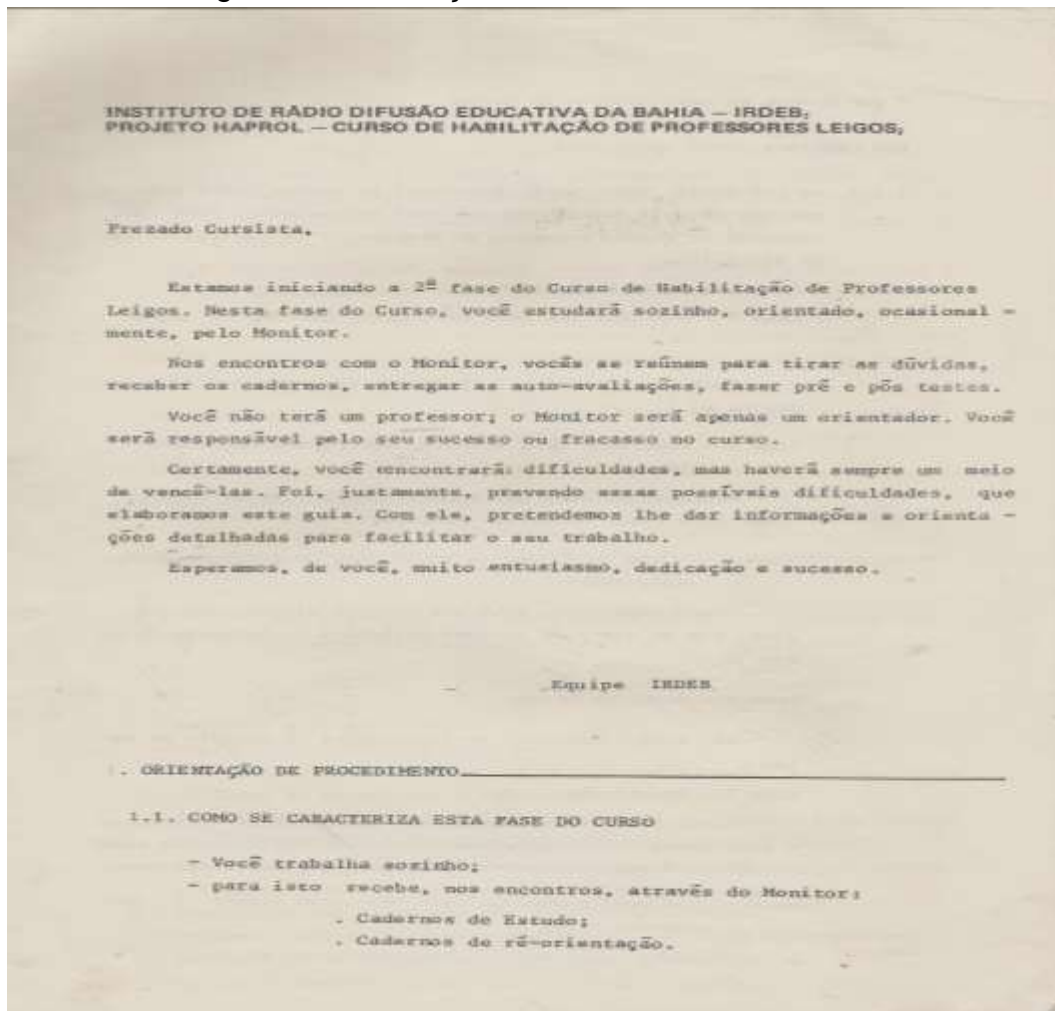 INSTITUTO DE RÁDIO DIFUSÃO EDUCATIVA DA BAHIA — IRDEB;
PROJETO HAPROL — CURSO DE HABILITAÇÃO DE PROFESSORES LEIGOS;
Prezado Cursista,
Estamos iniciando a 2ª fase do Curso de Habilitação de Professores
Leigos. Nesta fase do Curso, você estudará sozinho, orientado, ocasional -
mente, pelo Monitor.
Nos encontros com o Monitor, vocês se reúnem para tirar as dúvidas,
receber os cadernos, entregar as auto-avaliações, fazer pré e pós testes.
Você não terá um professor; o Monitor será apenas um orientador. Você
será responsável pelo seu sucesso ou fracasso no curso.
Certamente, você encontrará dificuldades, mas haverá sempre um meio
de vencê-las. Foi, justamente, prevendo essas possíveis dificuldades, que
elaboramos este guia. Com ele, pretendemos lhe dar informações e orienta -
ções detalhadas para facilitar o seu trabalho.
Esperamos, de você, muito entusiasmo, dedicação e sucesso.
Equipe IRDEB
. ORIENTAÇÃO DE PROCEDIMENTO
1.1. COMO SE CARACTERIZA ESTA FASE DO CURSO
- Você trabalha sozinho;
- para isto recebe, nos encontros, através do Monitor:
. Cadernos de Estudo;
. Cadernos de ré-orientação.